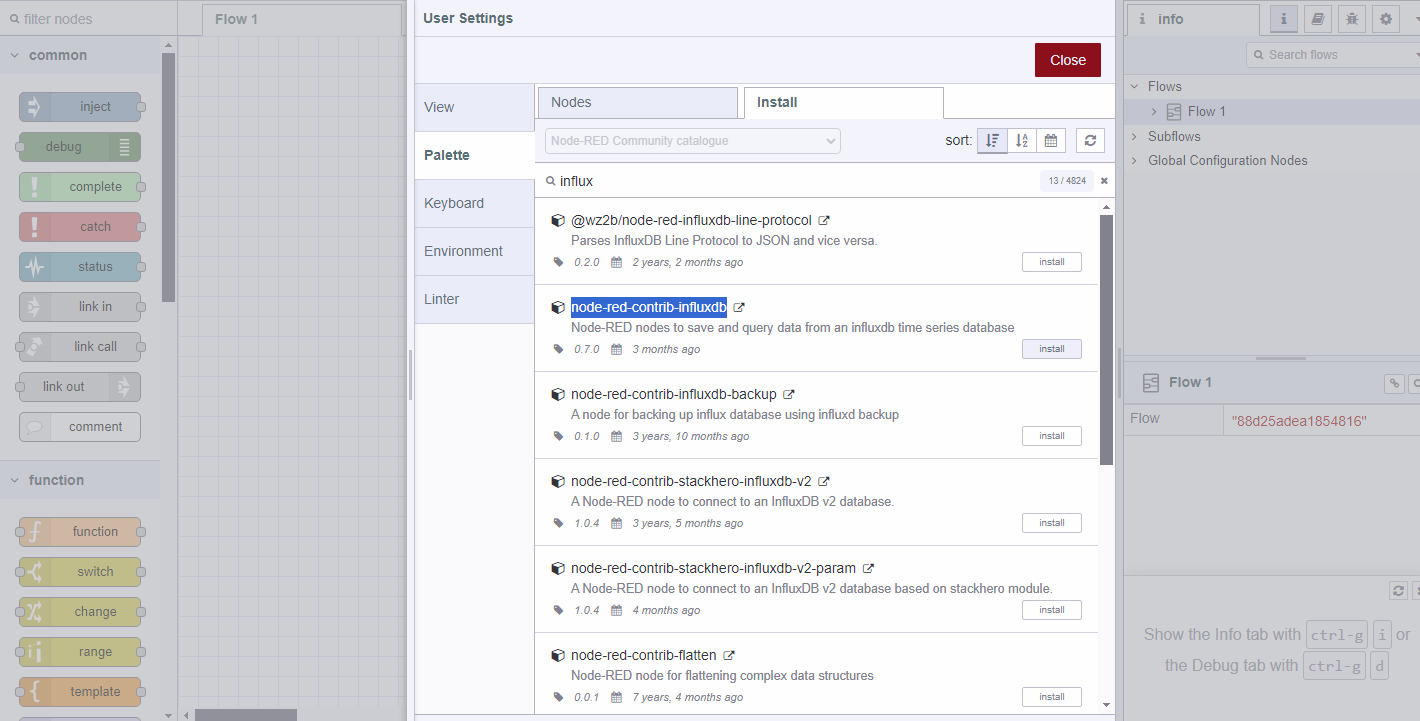 filter nodes
common
inject
debug
complete
catch
status
link in
link call
link out
comment
function
function
switch
change
range
template
Flow 1
User Settings
Close
View
Palette
Keyboard
Environment
Linter
Nodes
Install
Node-RED Community catalogue
sort:
influx
13 / 4824
@wz2b/node-red-influxdb-line-protocol
Parses InfluxDB Line Protocol to JSON and vice versa.
0.2.0 2 years, 2 months ago
install
node-red-contrib-influxdb
Node-RED nodes to save and query data from an influxdb time series database
0.7.0 3 months ago
install
node-red-contrib-influxdb-backup
A node for backing up influx database using influxd backup
0.1.0 3 years, 10 months ago
install
node-red-contrib-stackhero-influxdb-v2
A Node-RED node to connect to an InfluxDB v2 database.
1.0.4 3 years, 5 months ago
install
node-red-contrib-stackhero-influxdb-v2-param
A Node-RED node to connect to an InfluxDB v2 database based on stackhero module.
1.0.4 4 months ago
install
node-red-contrib-flatten
Node-RED node for flattening complex data structures
0.0.1 7 years, 4 months ago
install
info
Search flows
Flows
Flow 1
Subflows
Global Configuration Nodes
Flow 1
Flow "88d25adea1854816"
Show the Info tab with ctrl-g i or
the Debug tab with ctrl-g d